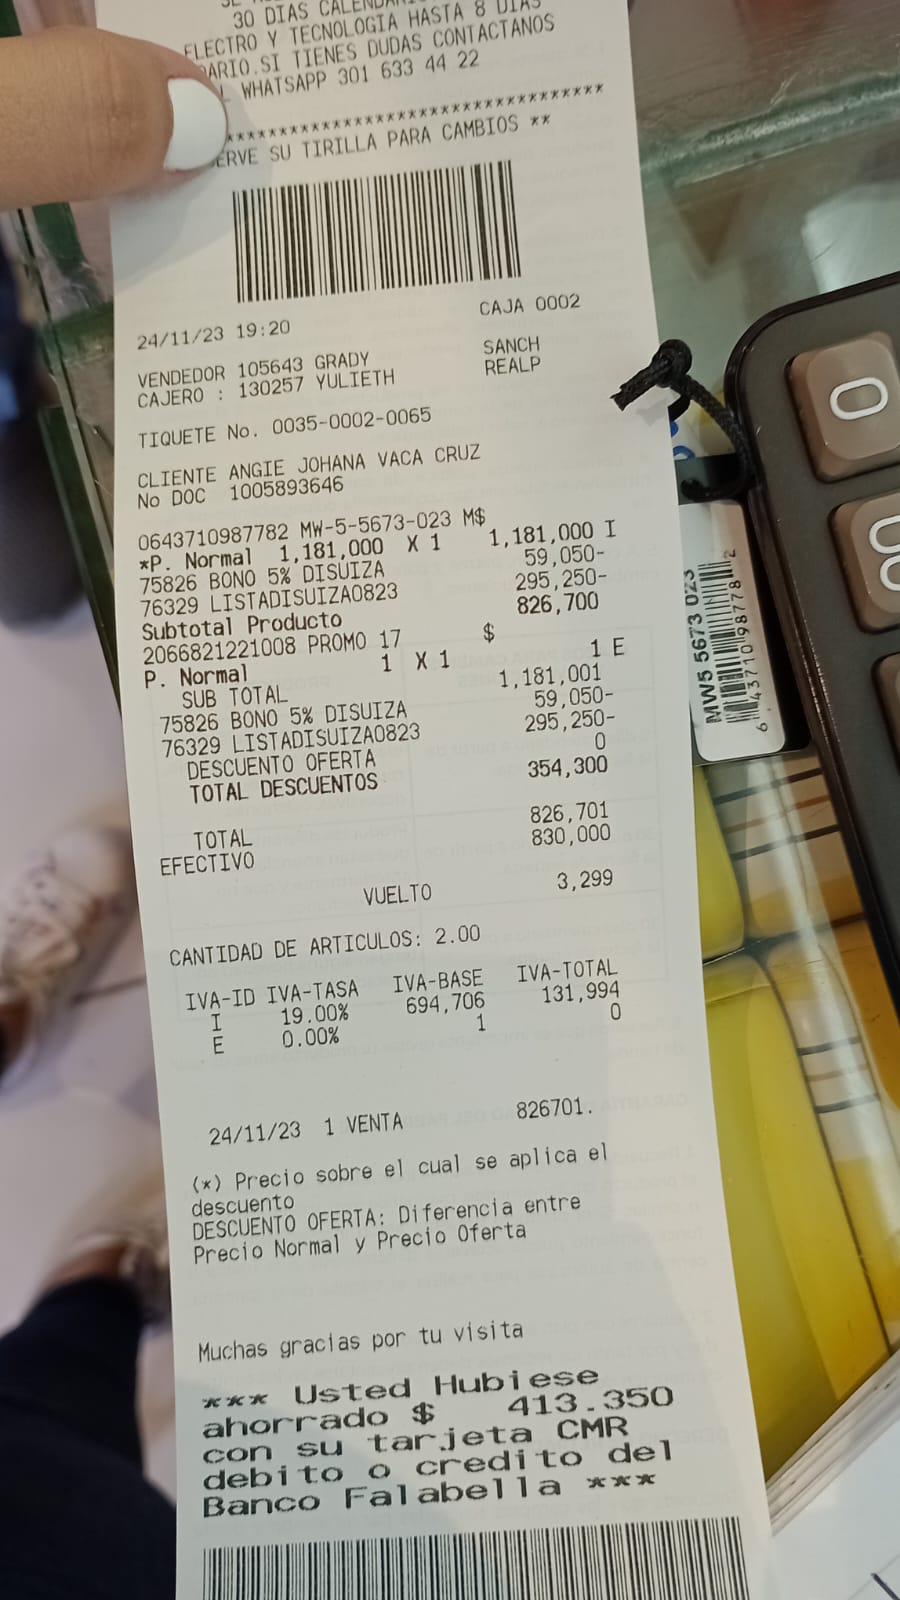 30 DIAS
ELECTRO Y TECNOLOGIA HASTA 8 DIAS
SI TIENES DUDAS CONTACTANOS
WHATSAPP 301 633 44 22
***********************************
SU TIRILLA PARA CAMBIOS **
24/11/23 19:20 CAJA 0002
VENDEDOR 105643 GRADY SANCH
CAJERO : 130257 YULIETH REALP
TIQUETE No. 0035-0002-0065
CLIENTE ANGIE JOHANA VACA CRUZ
No DOC 1005893646
0643710987782 MW-5-5673-023 M$
*P. Normal 1,181,000 X 1 1,181,000 I
75826 BONO 5% DISUIZA 59,050-
76329 LISTADISUIZA0823 295,250-
Subtotal Producto 826,700
2066821221008 PROMO 17 $
P. Normal 1 X 1 1 E
SUB TOTAL 1,181,001
75826 BONO 5% DISUIZA 59,050-
76329 LISTADISUIZA0823 295,250-
DESCUENTO OFERTA 0
TOTAL DESCUENTOS 354,300
TOTAL 826,701
EFECTIVO 830,000
VUELTO 3,299
CANTIDAD DE ARTICULOS: 2.00
IVA-ID IVA-TASA IVA-BASE IVA-TOTAL
I 19.00% 694,706 131,994
E 0.00% 1 0
24/11/23 1 VENTA 826701.
(*) Precio sobre el cual se aplica el
descuento
DESCUENTO OFERTA: Diferencia entre
Precio Normal y Precio Oferta
Muchas gracias por tu visita
*** Usted Hubiese
ahorrado $ 413.350
con su tarjeta CMR
debito o credito del
Banco Falabella ***
MW5 5673 023
6 43710 98778 2
0
00